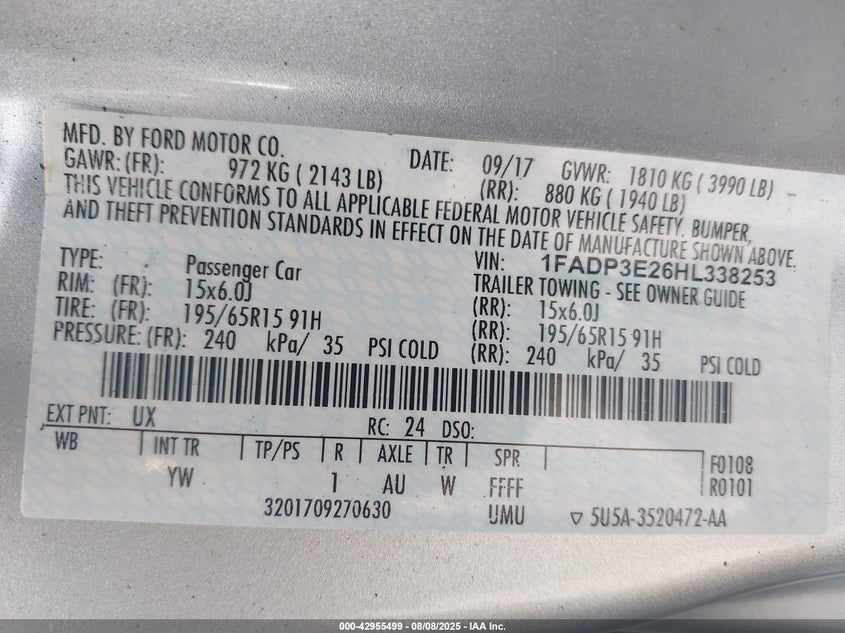 MFD. BY FORD MOTOR CO. DATE: 09/17 GVWR: 1810 KG ( 3990 LB)
GAWR: (FR): 972 KG ( 2143 LB) (RR): 880 KG ( 1940 LB)
THIS VEHICLE CONFORMS TO ALL APPLICABLE FEDERAL MOTOR VEHICLE SAFETY, BUMPER,
AND THEFT PREVENTION STANDARDS IN EFFECT ON THE DATE OF MANUFACTURE SHOWN ABOVE.
VIN: 1FADP3E26HL338253
TYPE: Passenger Car TRAILER TOWING - SEE OWNER GUIDE
RIM: (FR): 15x6.0J (RR): 15x6.0J
TIRE: (FR): 195/65R15 91H (RR): 195/65R15 91H
PRESSURE: (FR): 240 kPa/ 35 PSI COLD (RR): 240 kPa/ 35 PSI COLD
EXT PNT: UX RC: 24 DSO:
WB INT TR TP/PS R AXLE TR SPR F0108
YW 1 AU W FFFF R0101
3201709270630 UMU ▽ 5U5A-3520472-AA
000-42955499 - 08/08/2025 - IAA Inc.